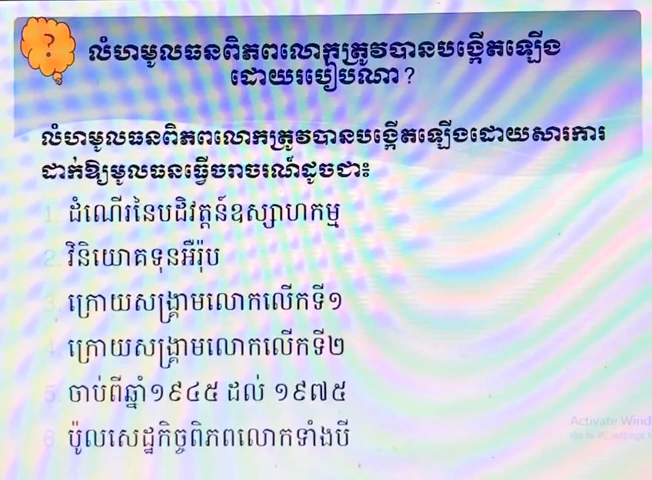 ?
លំហមូលធនពិភពលោកត្រូវបានបង្កើតឡើង
ដោយរបៀបណា?
លំហមូលធនពិភពលោកត្រូវបានបង្កើតឡើងដោយសារការ
ដាក់ឱ្យមូលធនធ្វើចរាចរណ៍ដូចជា៖
1. ដំណើរនៃបដិវត្តន៍ឧស្សាហកម្ម
2. វិនិយោគទុនអឺរ៉ុប
3. ក្រោយសង្គ្រាមលោកលើកទី១
4. ក្រោយសង្គ្រាមលោកលើកទី២
5. ចាប់ពីឆ្នាំ១៩៤៥ ដល់ ១៩៧៥
6. ប៉ូលសេដ្ឋកិច្ចពិភពលោកទាំងបី
Activate Wind
Go to PC settings t